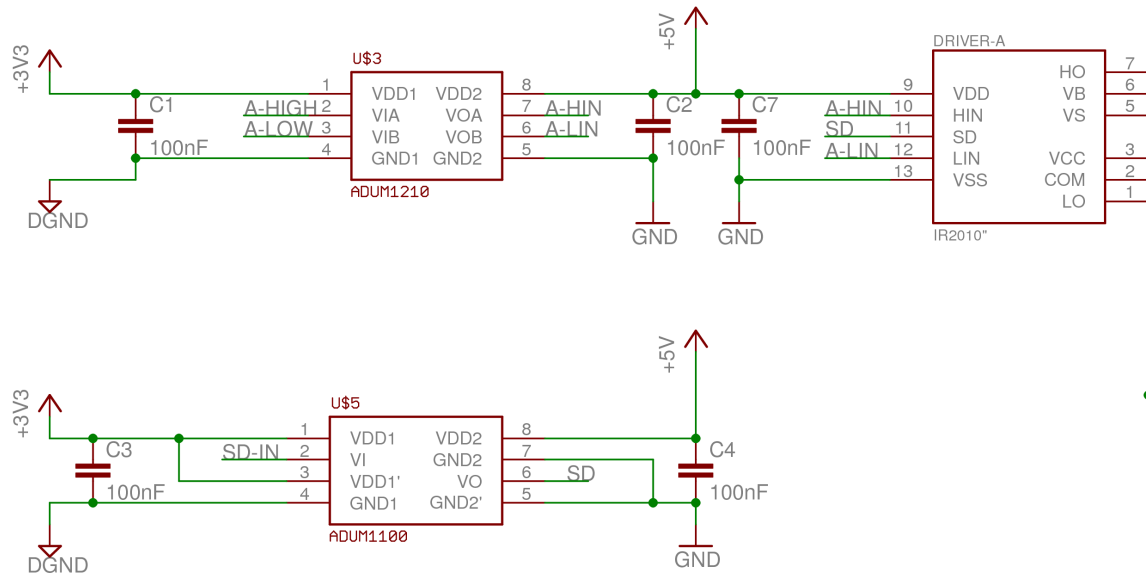 +3V3
C1
100nF
DGND
U$3
A-HIGH
A-LOW
1
2
3
4
VDD1
VIA
VIB
GND1
VDD2
VOA
VOB
GND2
8
7
6
5
ADUM1210
A-HIN
A-LIN
+5V
C2
100nF
GND
C7
100nF
GND
DRIVER-A
A-HIN
SD
A-LIN
9
10
11
12
13
VDD
HIN
SD
LIN
VSS
HO
VB
VS
VCC
COM
LO
7
6
5
3
2
1
IR2010"
+3V3
C3
100nF
DGND
U$5
SD-IN
1
2
3
4
VDD1
VI
VDD1'
GND1
VDD2
GND2
VO
GND2'
8
7
6
5
ADUM1100
SD
+5V
C4
100nF
GND